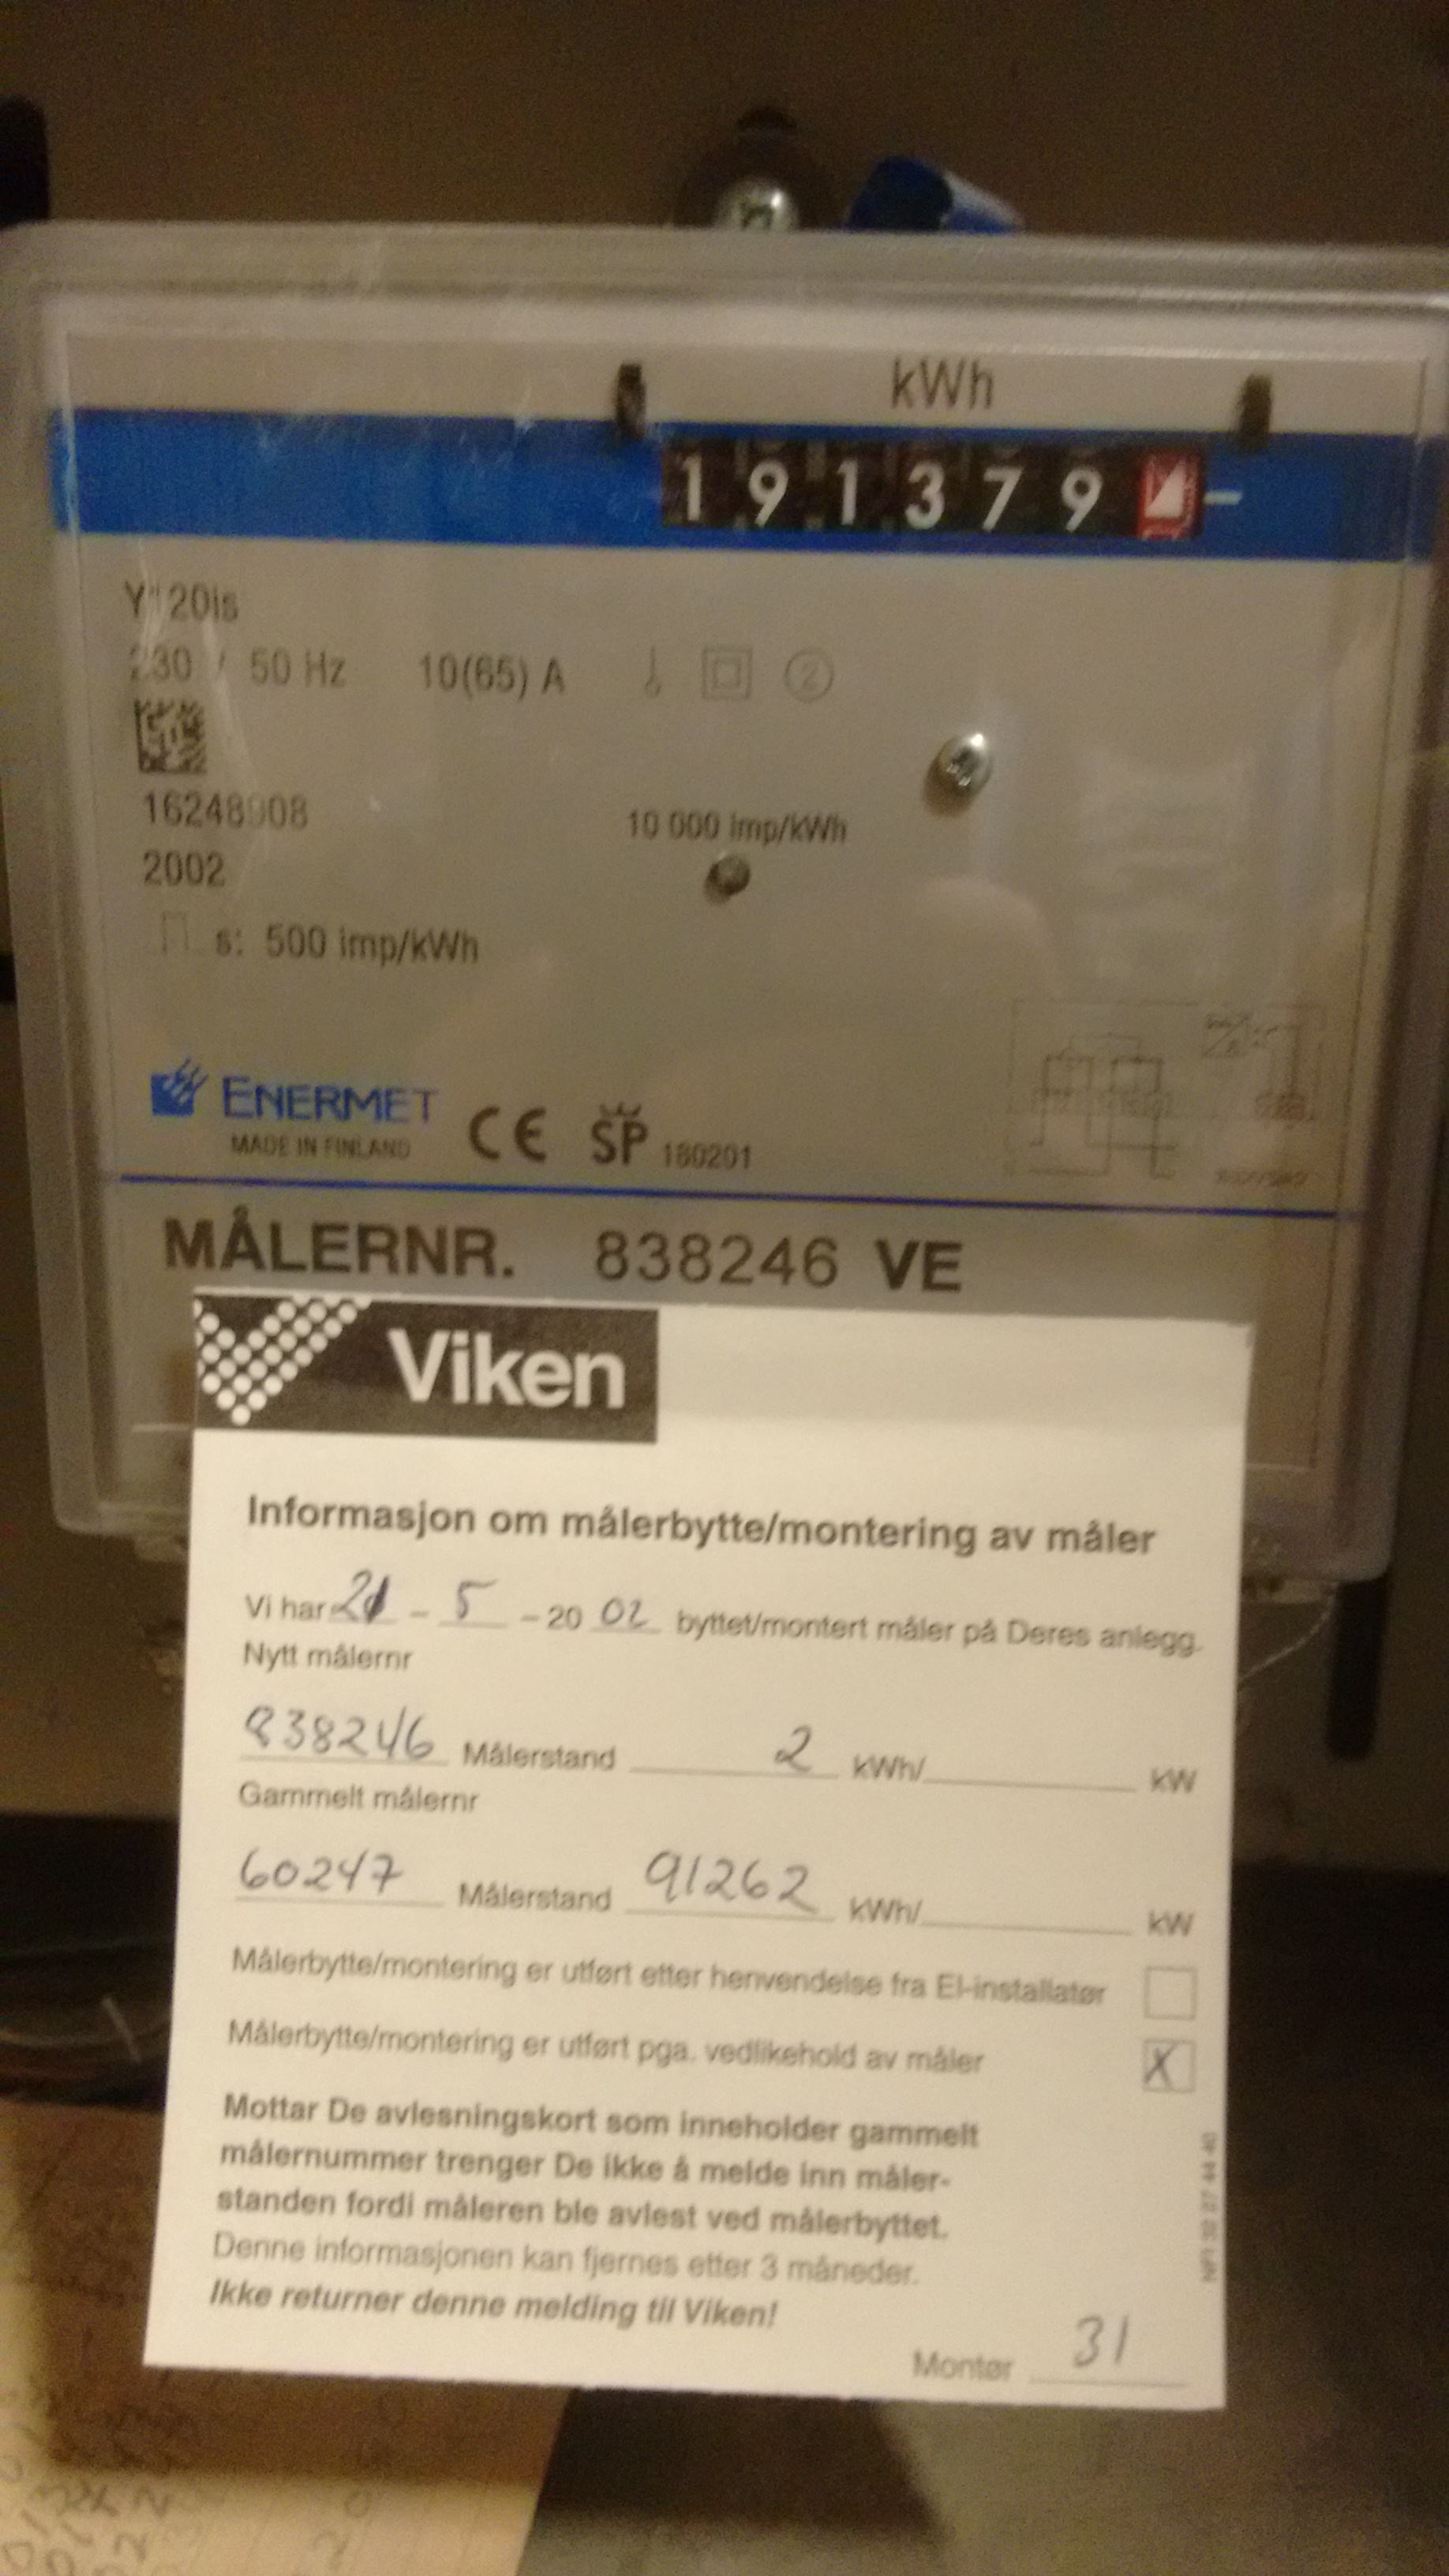 kWh
191379
230 / 50 Hz 10(65) A 2
10 000 imp/kWh
2002
s: 500 imp/kWh
ENERMET
MADE IN FINLAND
CE SP 180201
MÅLERNR. 838246 VE
Viken
Informasjon om målerbytte/montering av måler
Vi har 21 - 5 - 20 02 byttet/montert måler på Deres anlegg.
Nytt målernr
838246 Målerstand 2 kWh/ kW
Gammelt målernr
60247 Målerstand 91262 kWh/ kW
Målerbytte/montering er utført etter henvendelse fra El-installatør
Målerbytte/montering er utført pga. vedlikehold av måler X
Mottar De avlesningskort som inneholder gammelt
målernummer trenger De ikke å melde inn måler-
standen fordi måleren ble avlest ved målerbyttet.
Denne informasjonen kan fjernes etter 3 måneder.
Ikke returner denne melding til Viken!
Montør 31